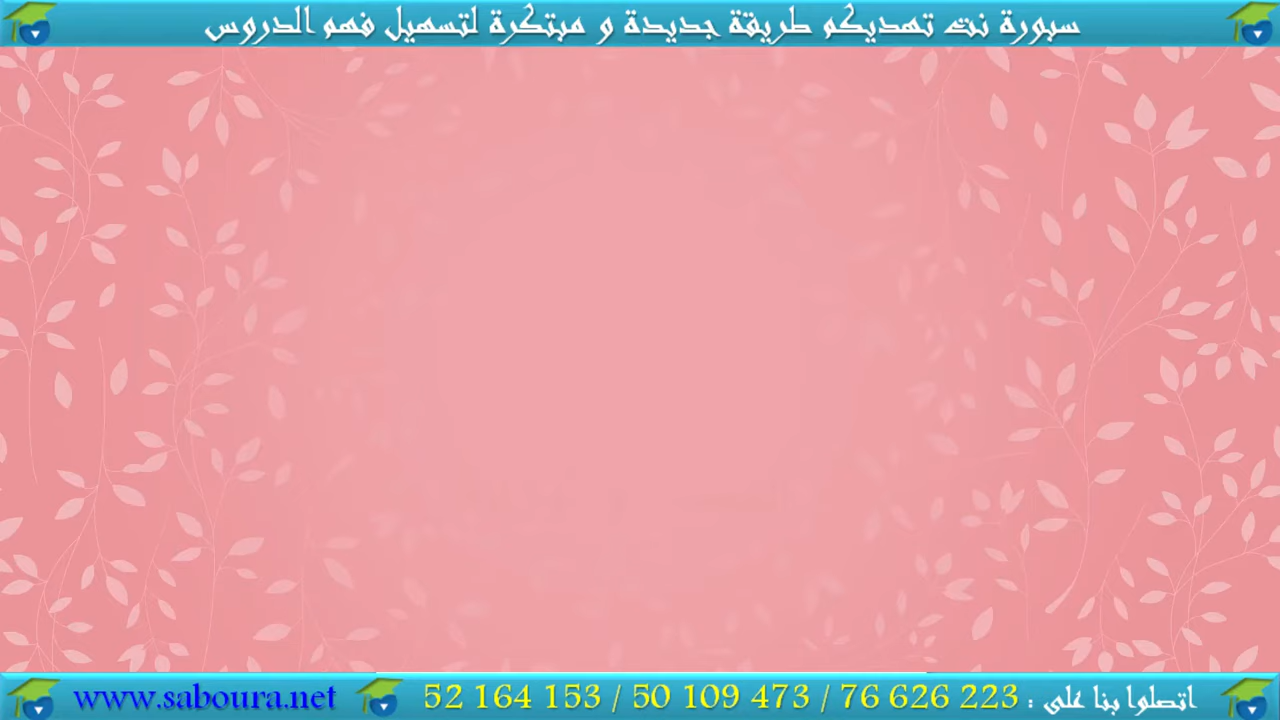 سبورة نت تهديكم طريقة جديدة و مبتكرة لتسهيل فهم الدروس
www.saboura.net
52 164 153 / 50 109 473 / 76 626 223 : اتصلوا بنا على